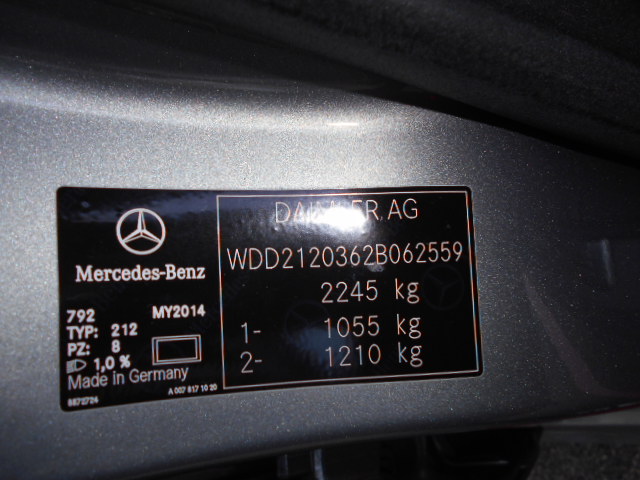 Mercedes-Benz
792 MY2014
TYP: 212
PZ: 8
1,0 %
Made in Germany
A 007 817 10 20
5872724
DAIMLER AG
WDD2120362B062559
2245 kg
1- 1055 kg
2- 1210 kg